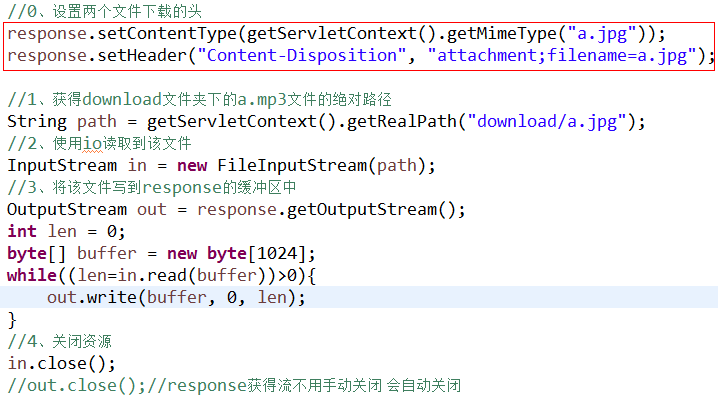 //0、设置两个文件下载的头
response.setContentType(getServletContext().getMimeType("a.jpg"));
response.setHeader("Content-Disposition", "attachment;filename=a.jpg");
//1、获得download文件夹下的a.mp3文件的绝对路径
String path = getServletContext().getRealPath("download/a.jpg");
//2、使用io读取到该文件
InputStream in = new FileInputStream(path);
//3、将该文件写到response的缓冲区中
OutputStream out = response.getOutputStream();
int len = 0;
byte[] buffer = new byte[1024];
while((len=in.read(buffer))>0){
    out.write(buffer, 0, len);
}
//4、关闭资源
in.close();
//out.close();//response获得流不用手动关闭 会自动关闭